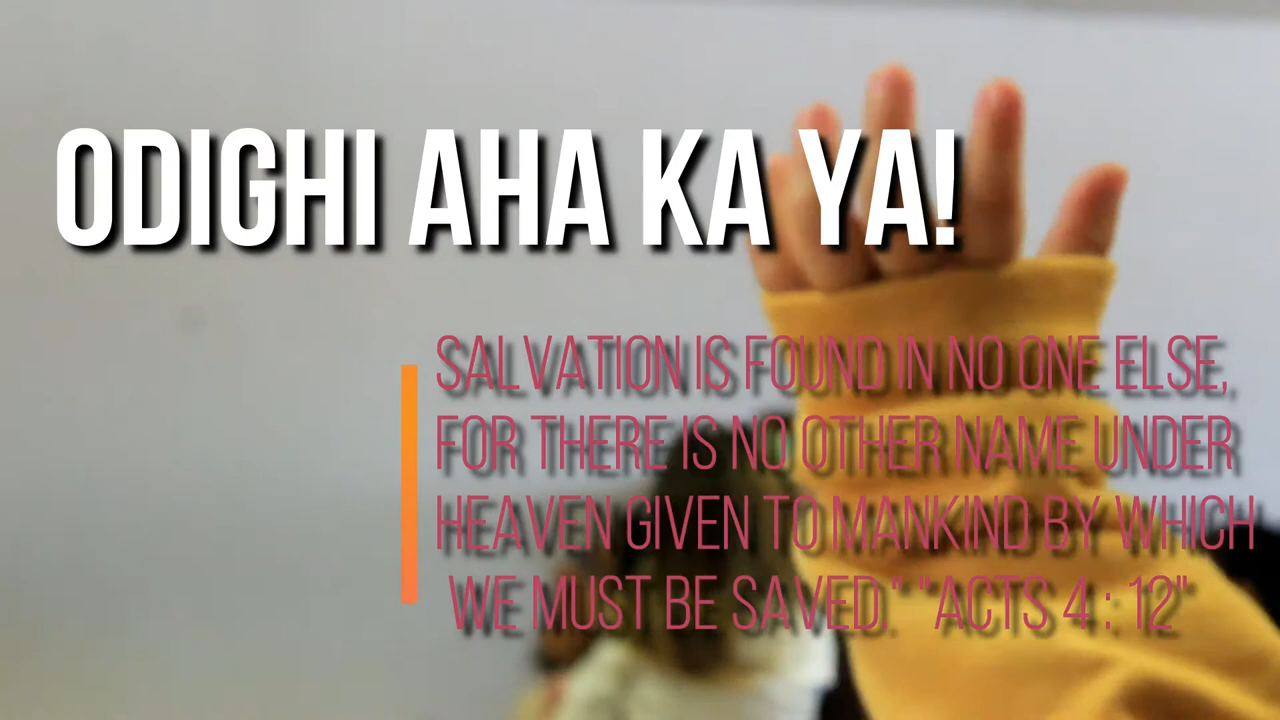 ODIGHI AHA KA YA!
SALVATION IS FOUND IN NO ONE ELSE,
FOR THERE IS NO OTHER NAME UNDER
HEAVEN GIVEN TO MANKIND BY WHICH
WE MUST BE SAVED." "ACTS 4 : 12"